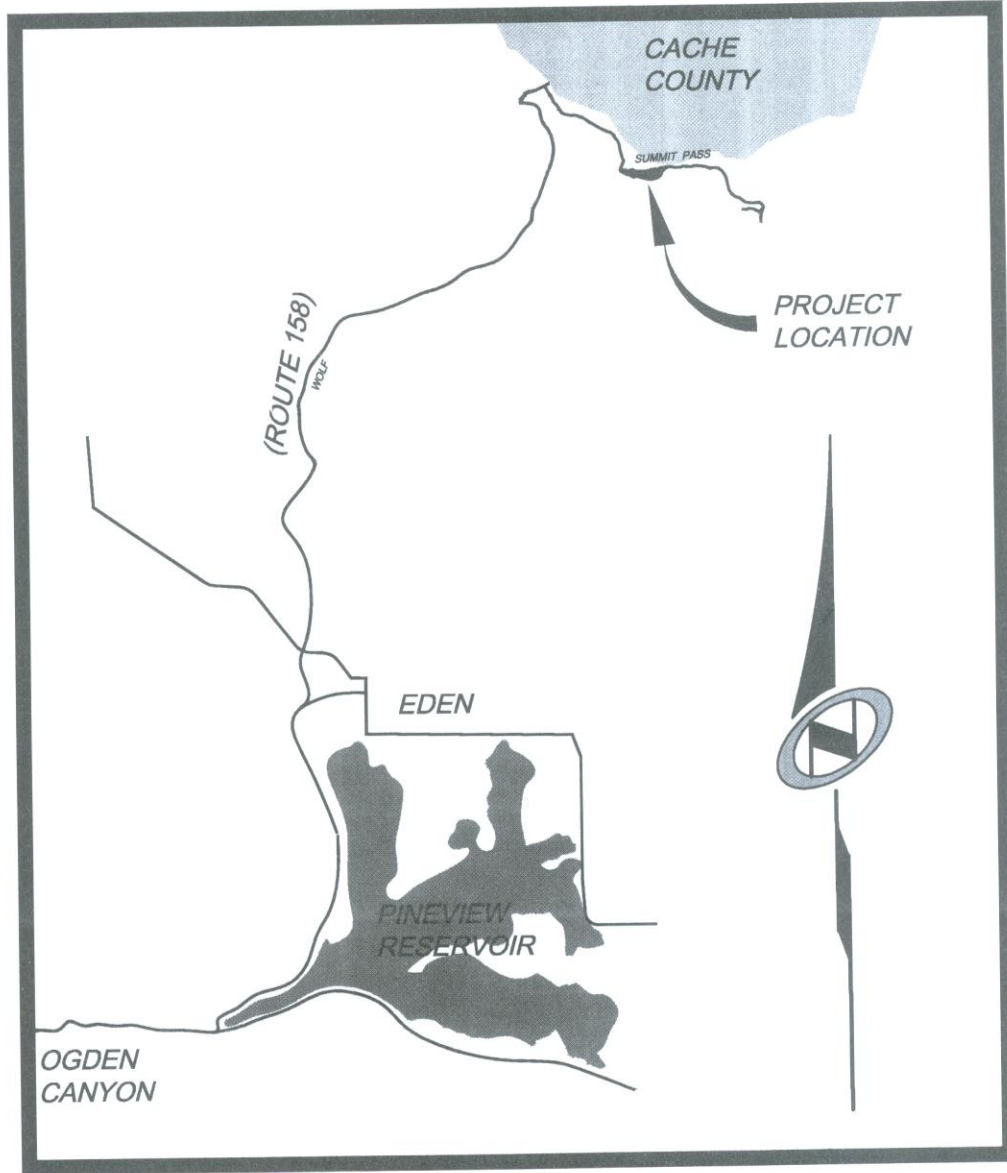 CACHE
COUNTY
SUMMIT PASS
PROJECT
LOCATION
(ROUTE 158)
WOLF
EDEN
N
PINEVIEW
RESERVOIR
OGDEN
CANYON